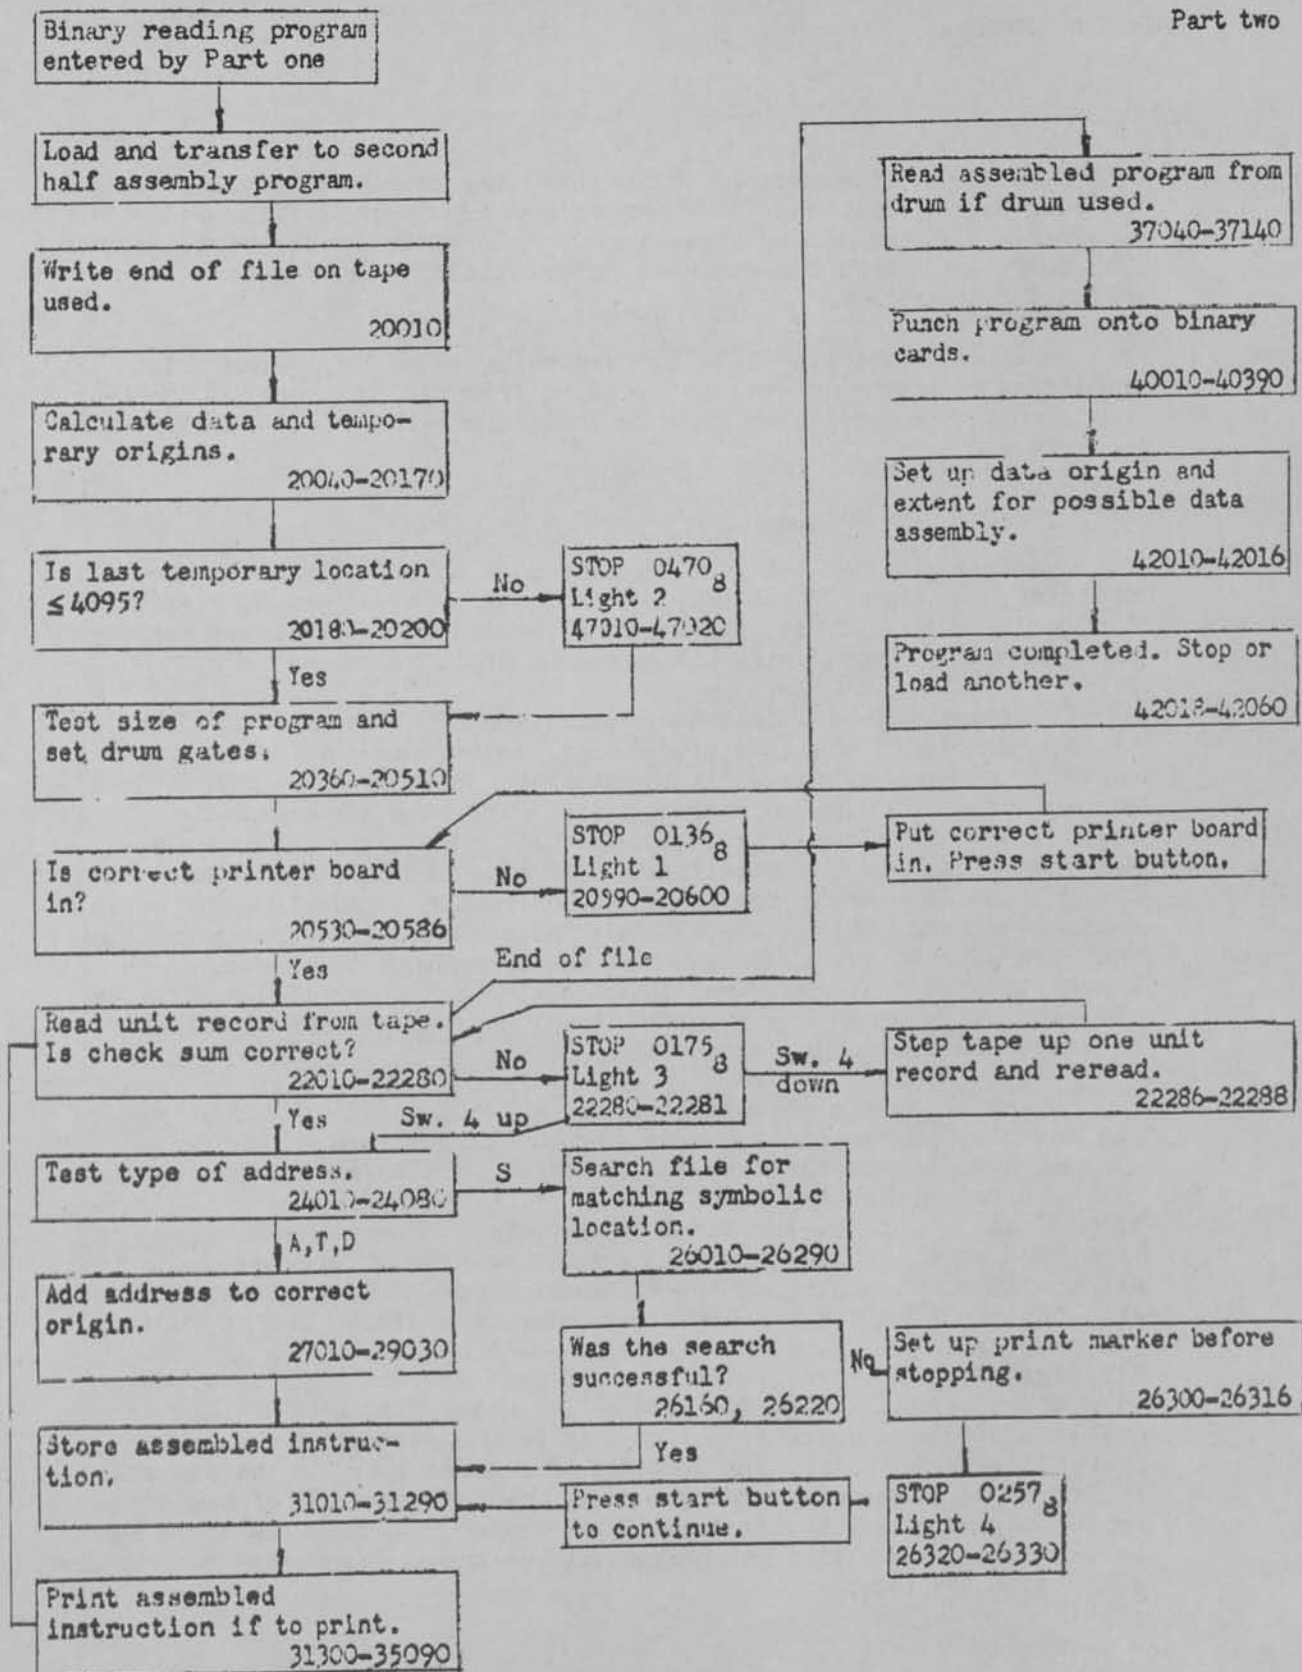 Part two
Binary reading program
entered by Part one
Load and transfer to second
half assembly program.
Write end of file on tape
used.
20010
Calculate data and tempo-
rary origins.
20040-20170
Is last temporary location
≤4095?
20180-20200
No
STOP 0470₈
Light 2
47010-47020
Yes
Test size of program and
set drum gates.
20360-20510
Is correct printer board
in?
20530-20586
No
STOP 0136₈
Light 1
20590-20600
Put correct printer board
in. Press start button.
Yes
End of file
Read unit record from tape.
Is check sum correct?
22010-22280
No
STOP 0175₈
Light 3
22280-22281
Sw. 4
down
Step tape up one unit
record and reread.
22286-22288
Yes
Sw. 4 up
Test type of address.
24010-24080
S
Search file for
matching symbolic
location.
26010-26290
A,T,D
Add address to correct
origin.
27010-29030
Was the search
successful?
26160, 26220
No
Set up print marker before
stopping.
26300-26316
Yes
Store assembled instruc-
tion.
31010-31290
Press start button
to continue.
STOP 0257₈
Light 4
26320-26330
Print assembled
instruction if to print.
31300-35090
Read assembled program from
drum if drum used.
37040-37140
Punch program onto binary
cards.
40010-40390
Set up data origin and
extent for possible data
assembly.
42010-42016
Program completed. Stop or
load another.
42018-42060